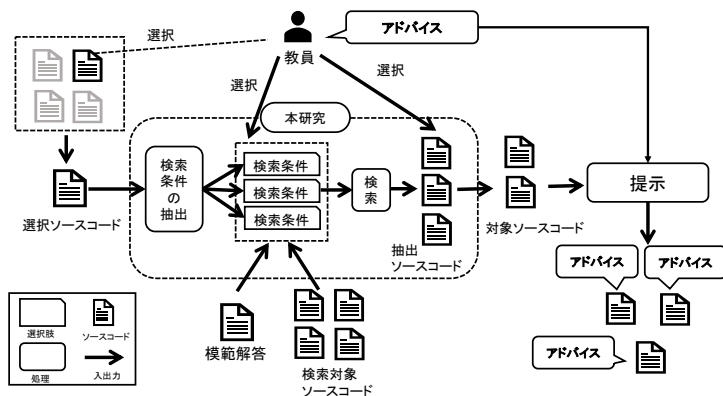 アドバイス
選択
教員
選択
選択
本研究
検索
条件
の
抽出
検索条件
検索条件
検索条件
検
索
提示
選択ソースコード
抽出
ソースコード
対象ソースコード
アドバイス
アドバイス
アドバイス
模範解答
検索対象
ソースコード
選択肢
ソースコード
処理
入出力